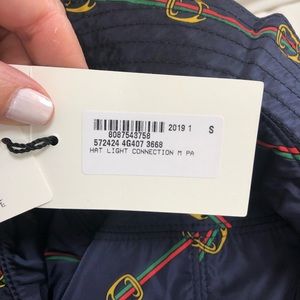 2019 1 S
8087543758
572424 4G407 3668
HAT LIGHT CONNECTION M PA
E